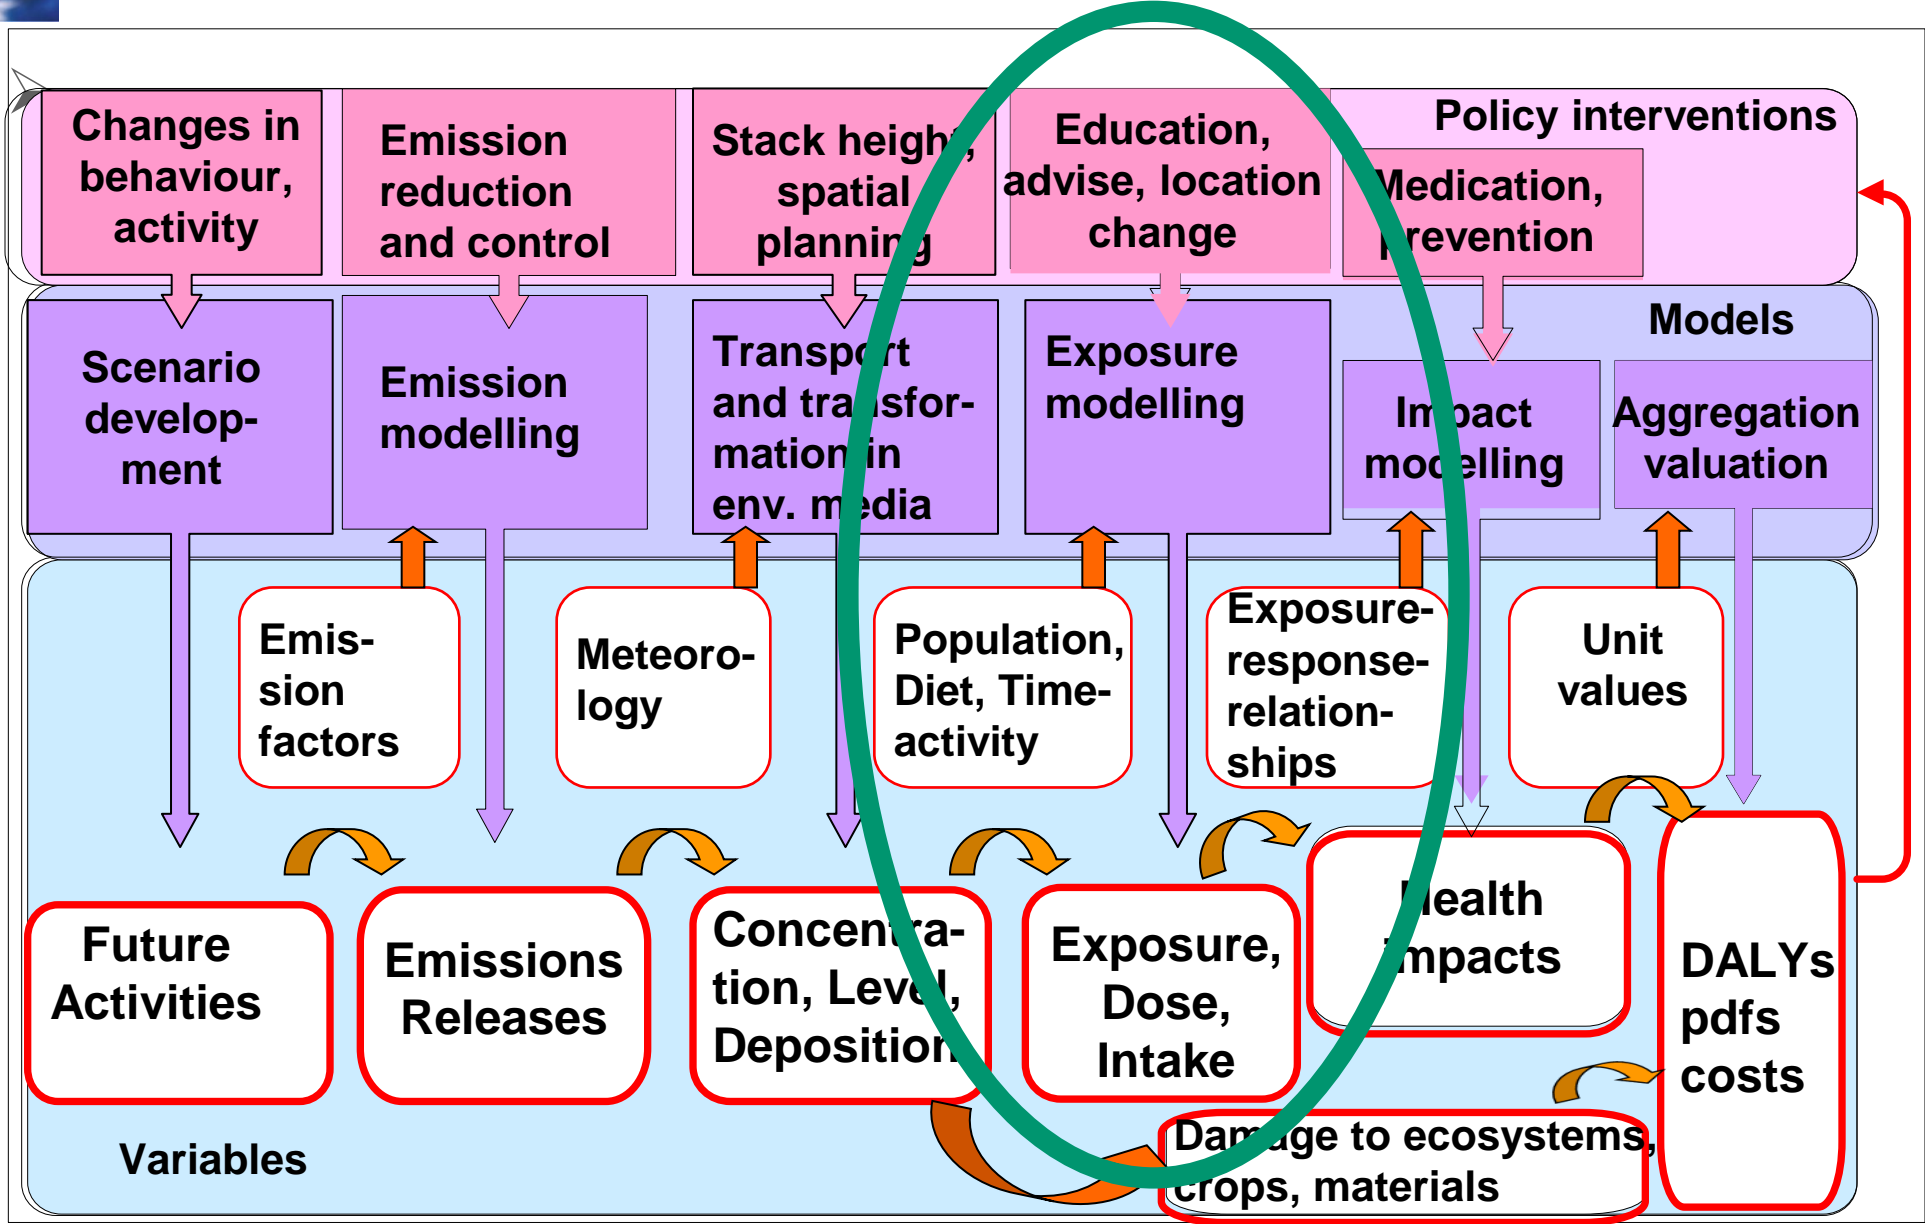 Changes in
behaviour,
activity
Emission
reduction
and control
Stack height,
spatial
planning
Education,
advise, location
change
Policy interventions
Medication,
prevention
Models
Scenario
develop-
ment
Emission
modelling
Transport
and transfor-
mation in
env. media
Exposure
modelling
Impact
modelling
Aggregation
valuation
Emis-
sion
factors
Meteoro-
logy
Population,
Diet, Time-
activity
Exposure-
response-
relation-
ships
Unit
values
Future
Activities
Emissions
Releases
Concentra-
tion, Level,
Deposition
Exposure,
Dose,
Intake
Health
impacts
DALYs
pdfs
costs
Damage to ecosystems,
crops, materials
Variables